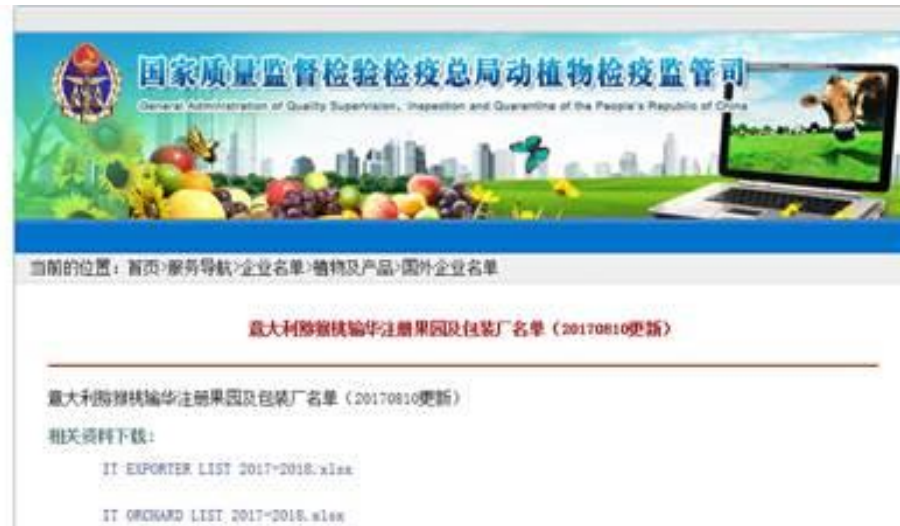 国家质量监督检验检疫总局动植物检疫监管司
General Administration of Quality Supervision, Inspection and Quarantine of the People's Republic of China
当前的位置：首页>服务导航>企业名单>植物及产品>国外企业名单
意大利猕猴桃输华注册果园及包装厂名单（20170810更新）
意大利猕猴桃输华注册果园及包装厂名单（20170810更新）
相关资料下载：
IT EXPORTER LIST 2017-2018.xlsx
IT ORCHARD LIST 2017-2018.xlsx